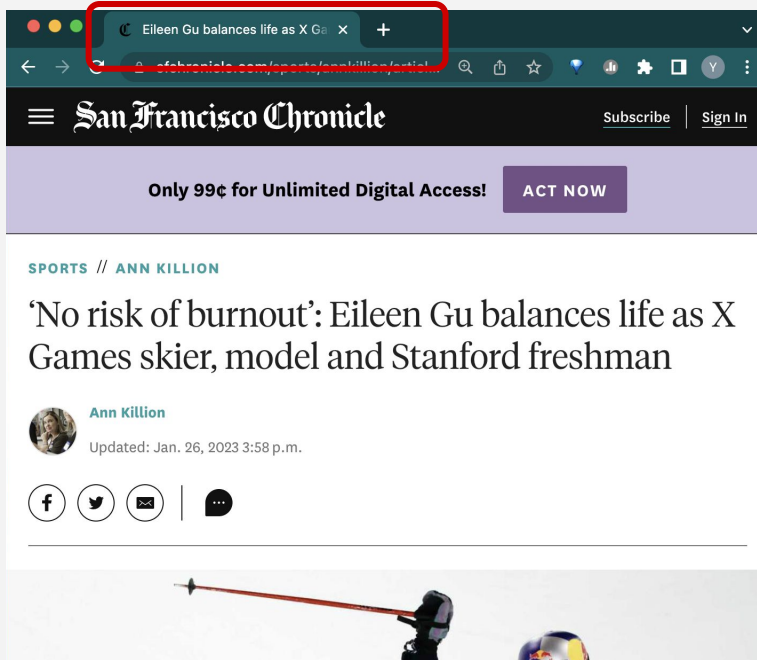 Eileen Gu balances life as X Ga
San Francisco Chronicle
Subscribe
Sign In
Only 99¢ for Unlimited Digital Access!
ACT NOW
SPORTS // ANN KILLION
‘No risk of burnout’: Eileen Gu balances life as X
Games skier, model and Stanford freshman
Ann Killion
Updated: Jan. 26, 2023 3:58 p.m.
Y